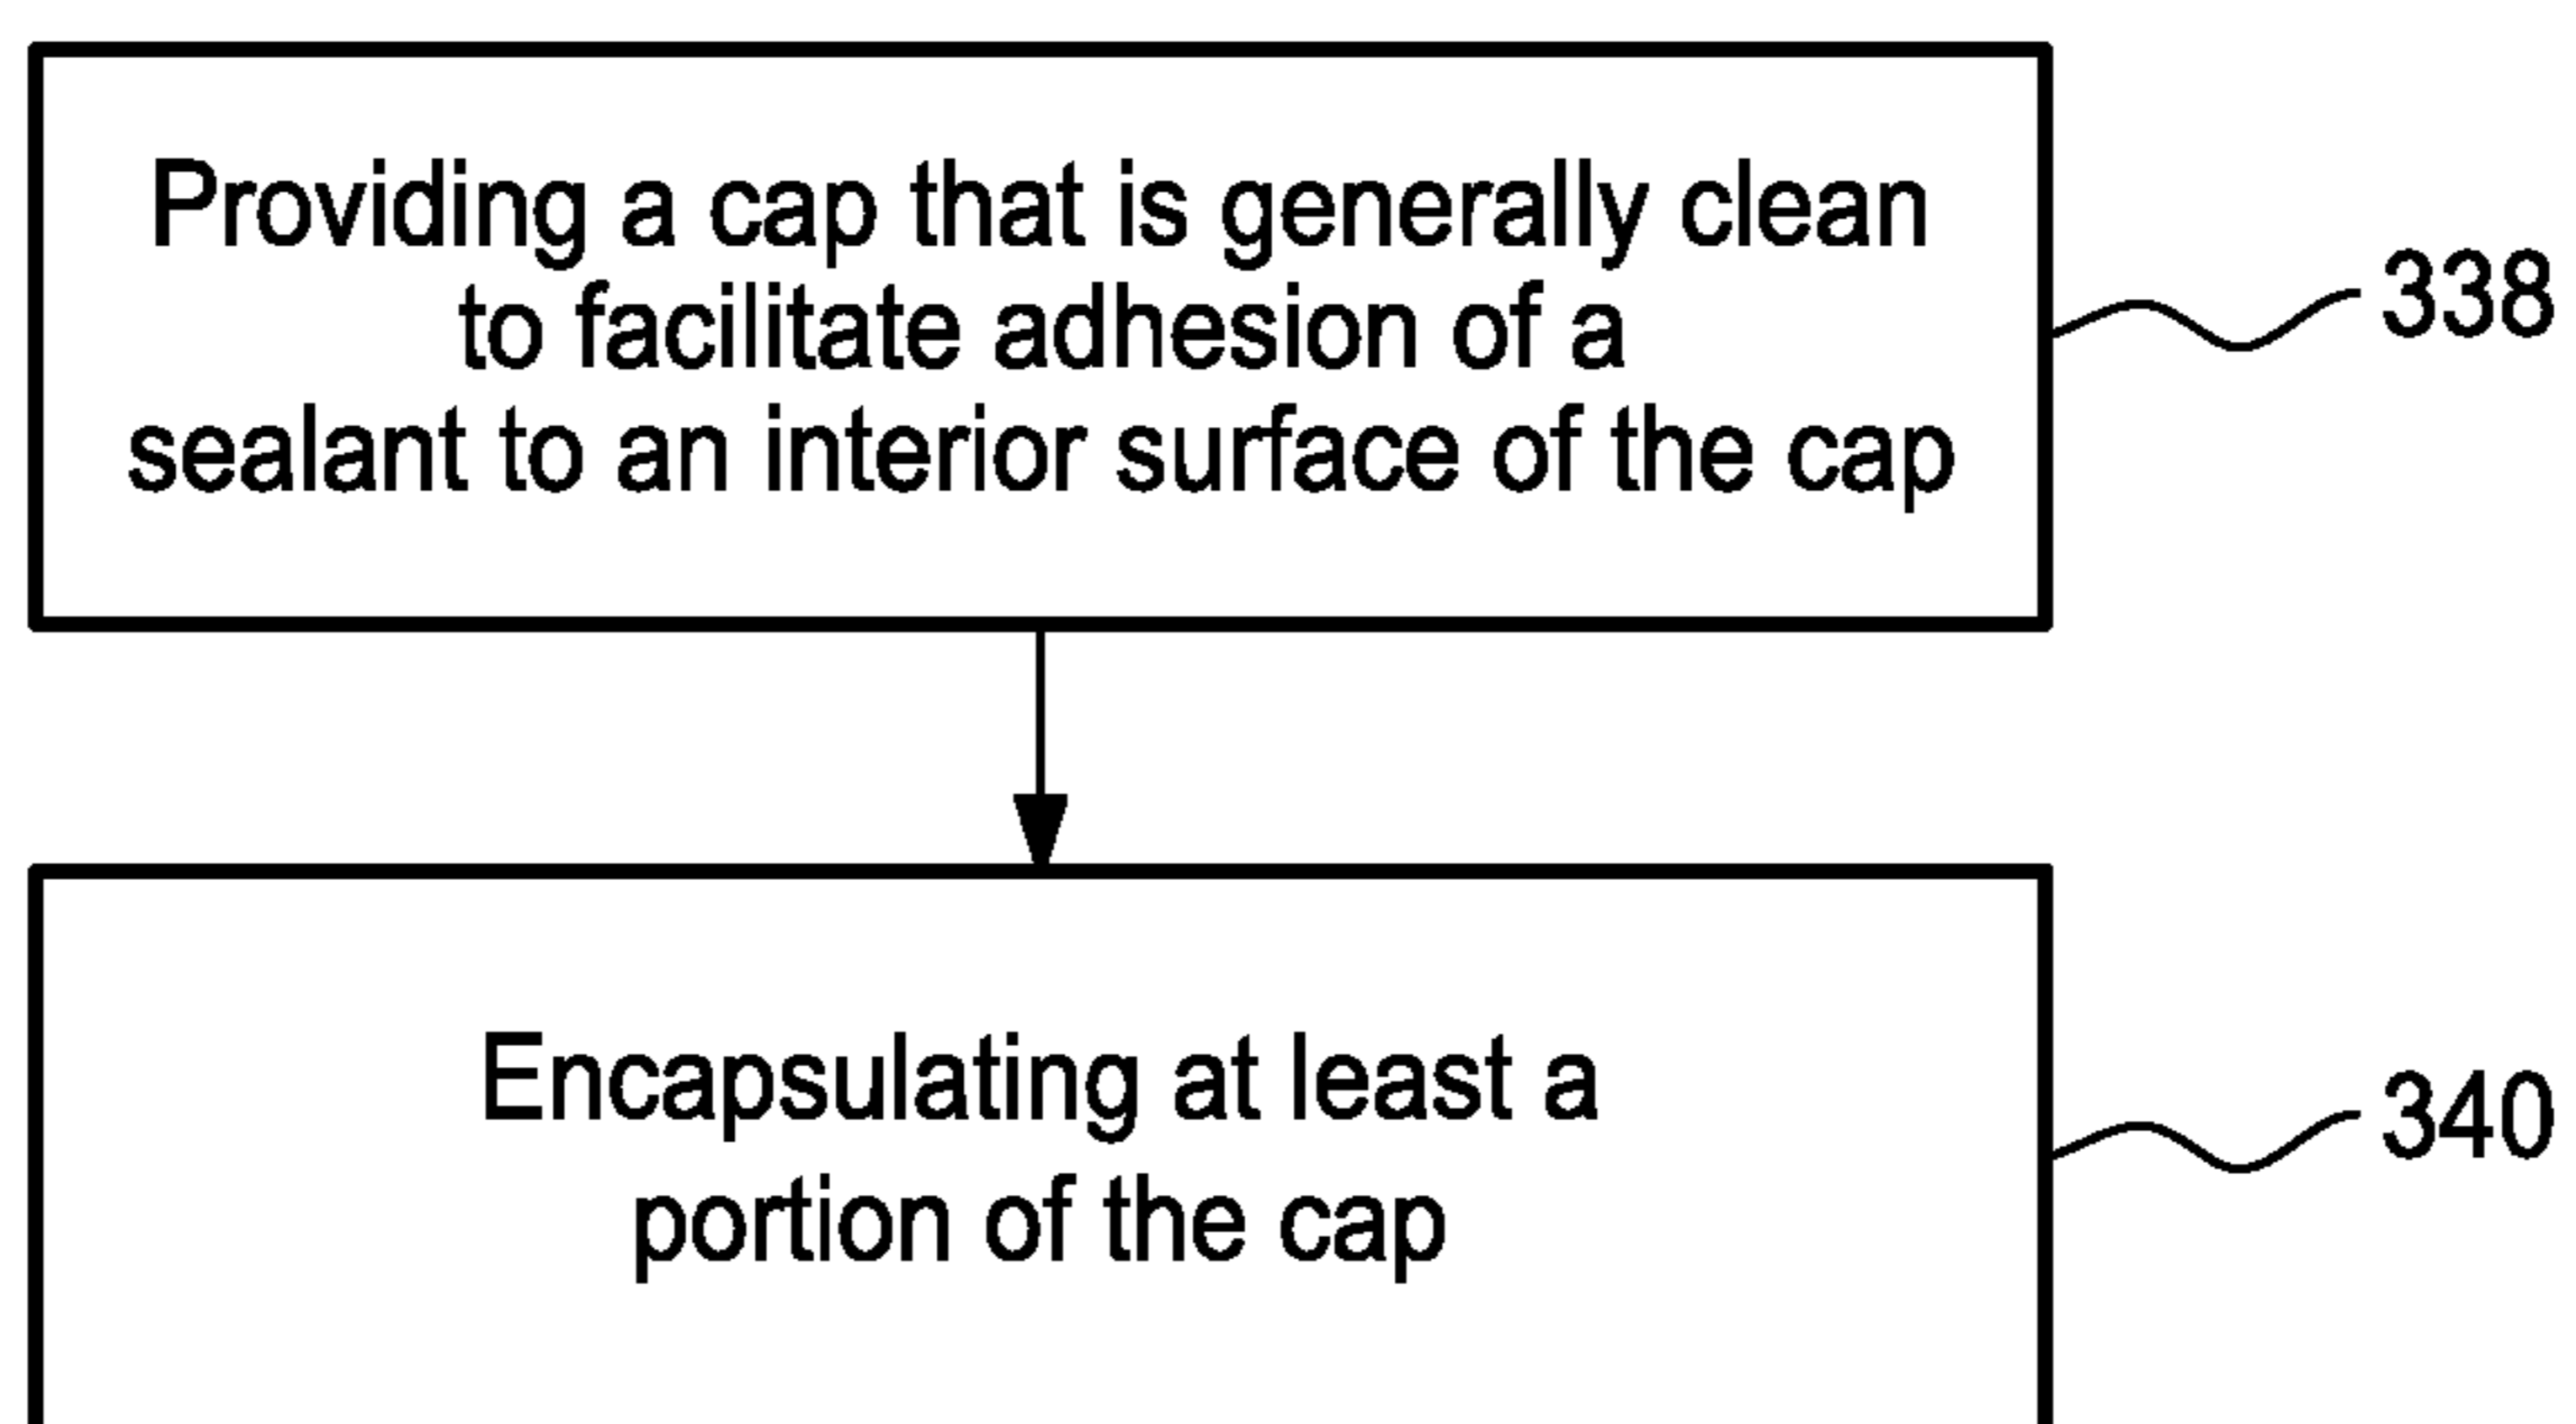 Providing a cap that is generally clean
to facilitate adhesion of a
sealant to an interior surface of the cap
338
Encapsulating at least a
portion of the cap
340